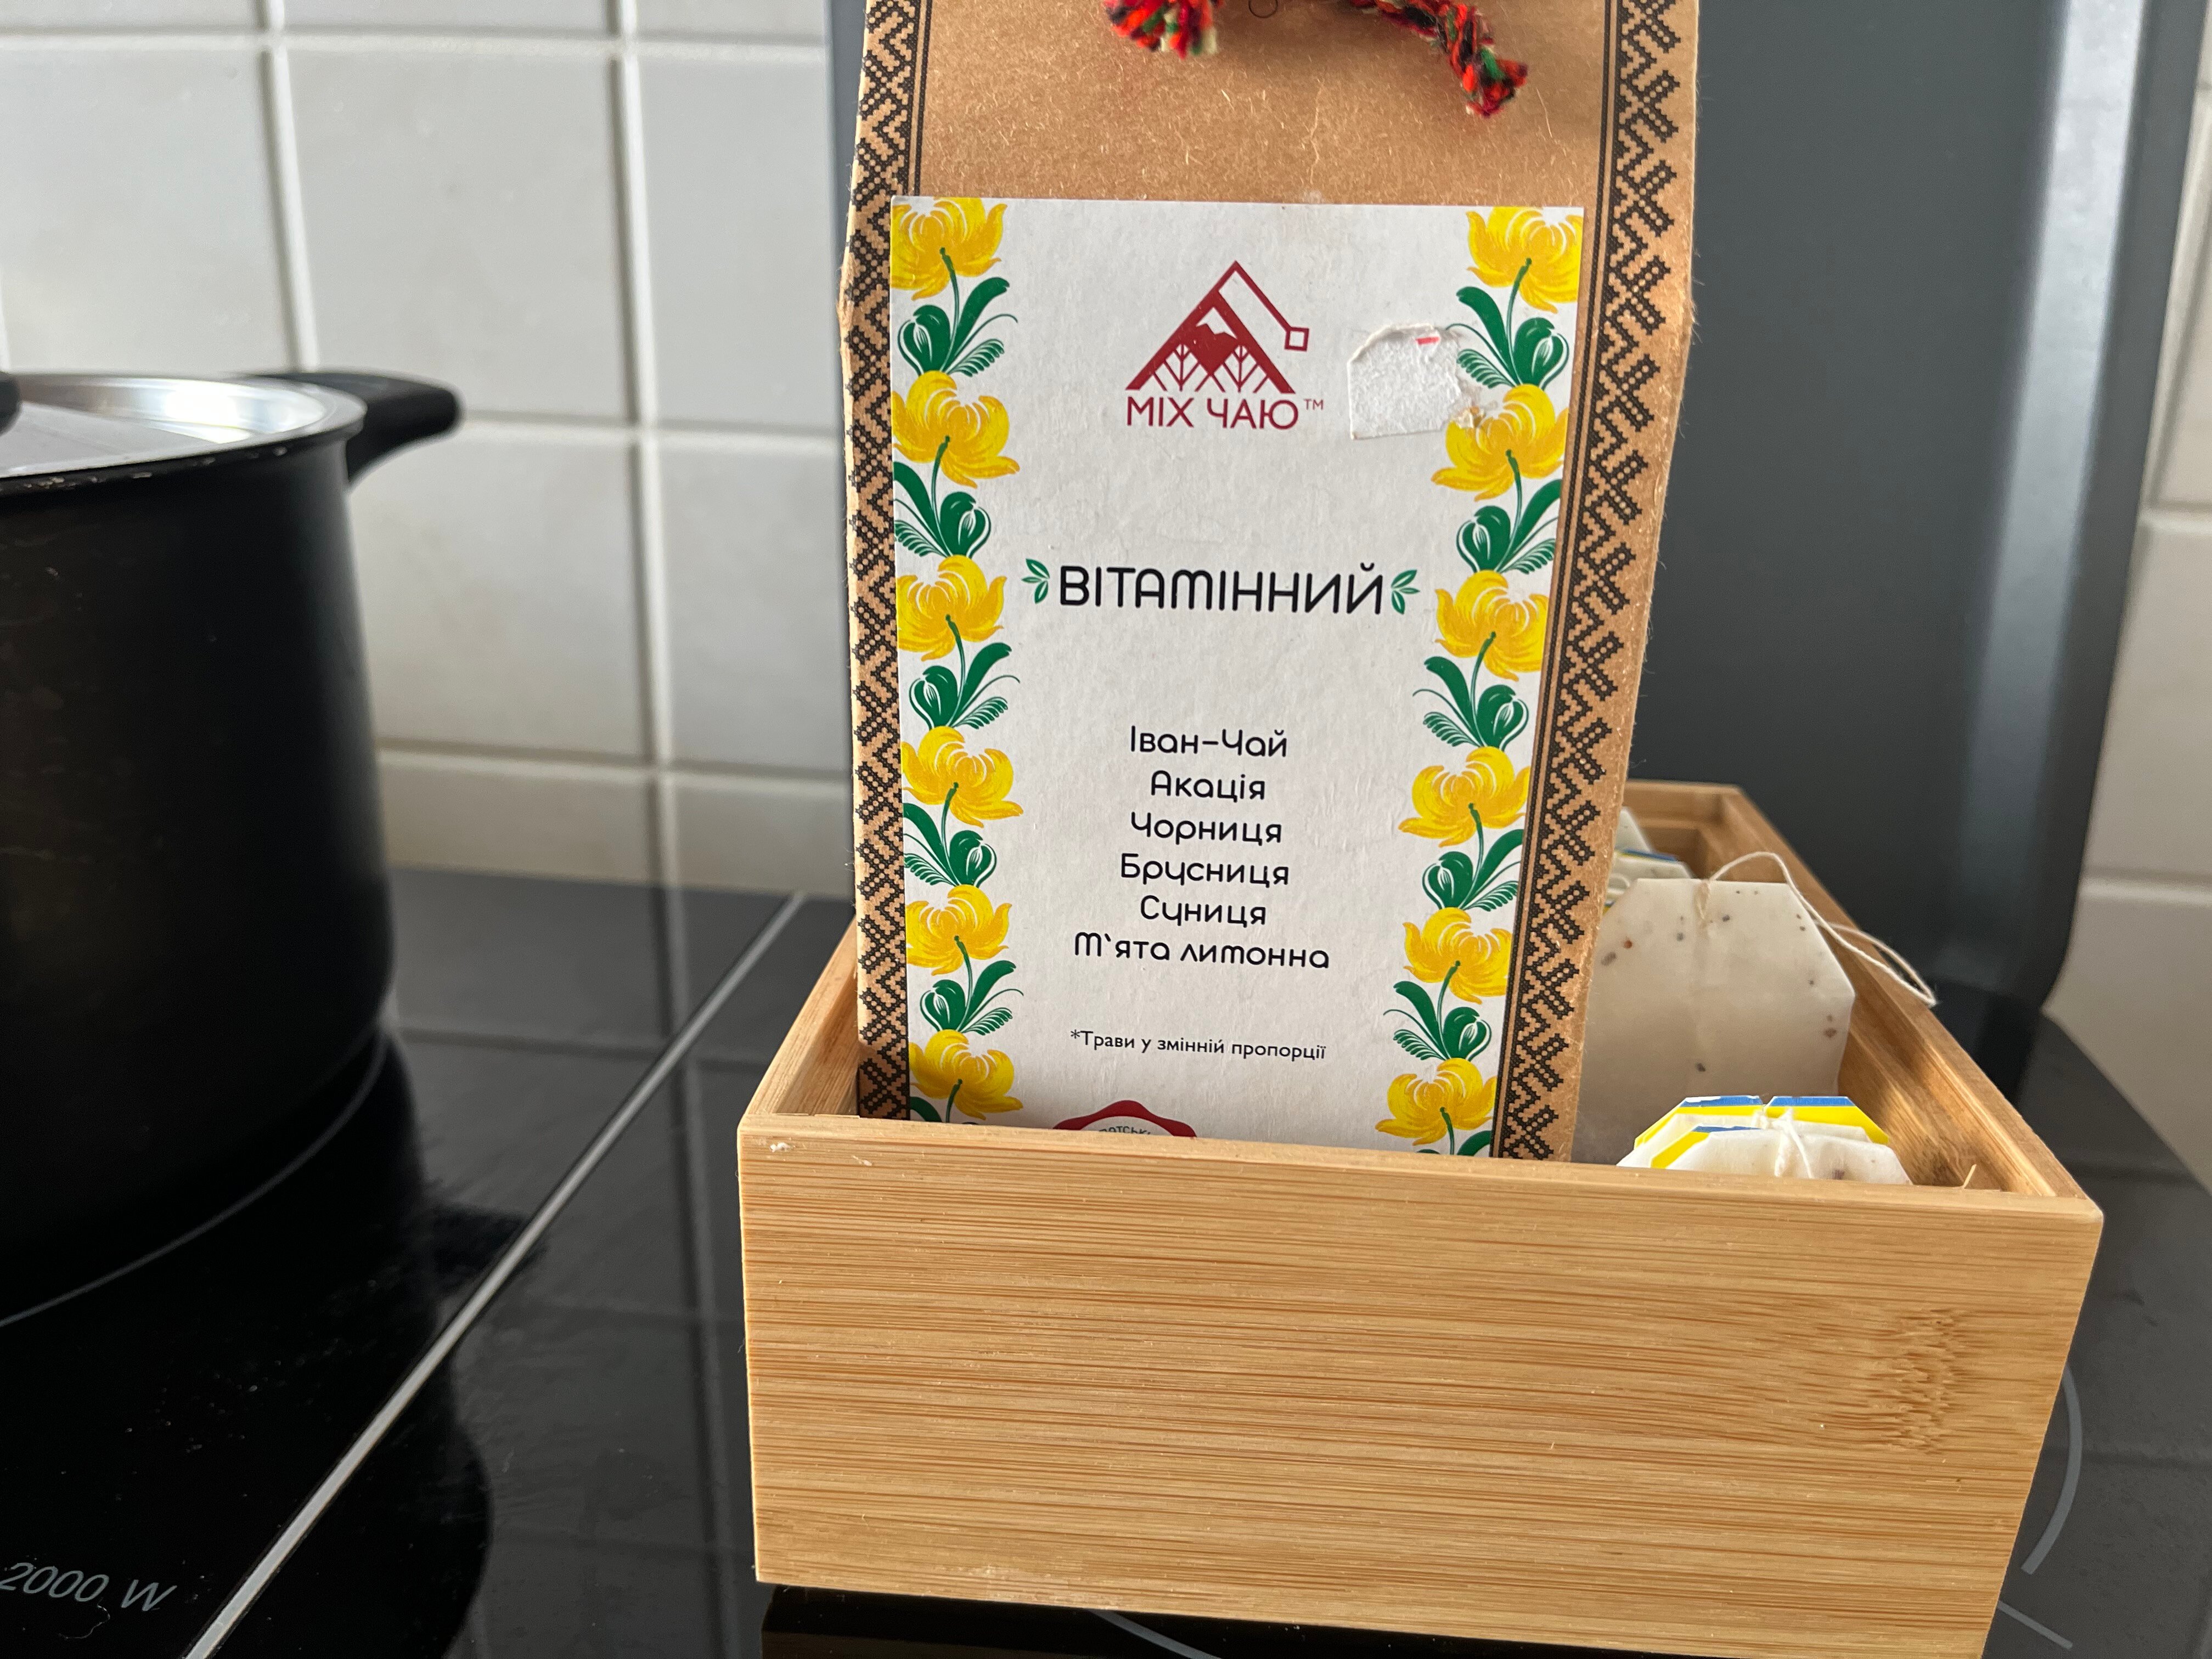 МІХ ЧАЮ™
ВІТАМІННИЙ
Іван-Чай
Акація
Чорниця
Брусниця
Суниця
М`ята лимонна
*Трави у змінній пропорції
2000 W